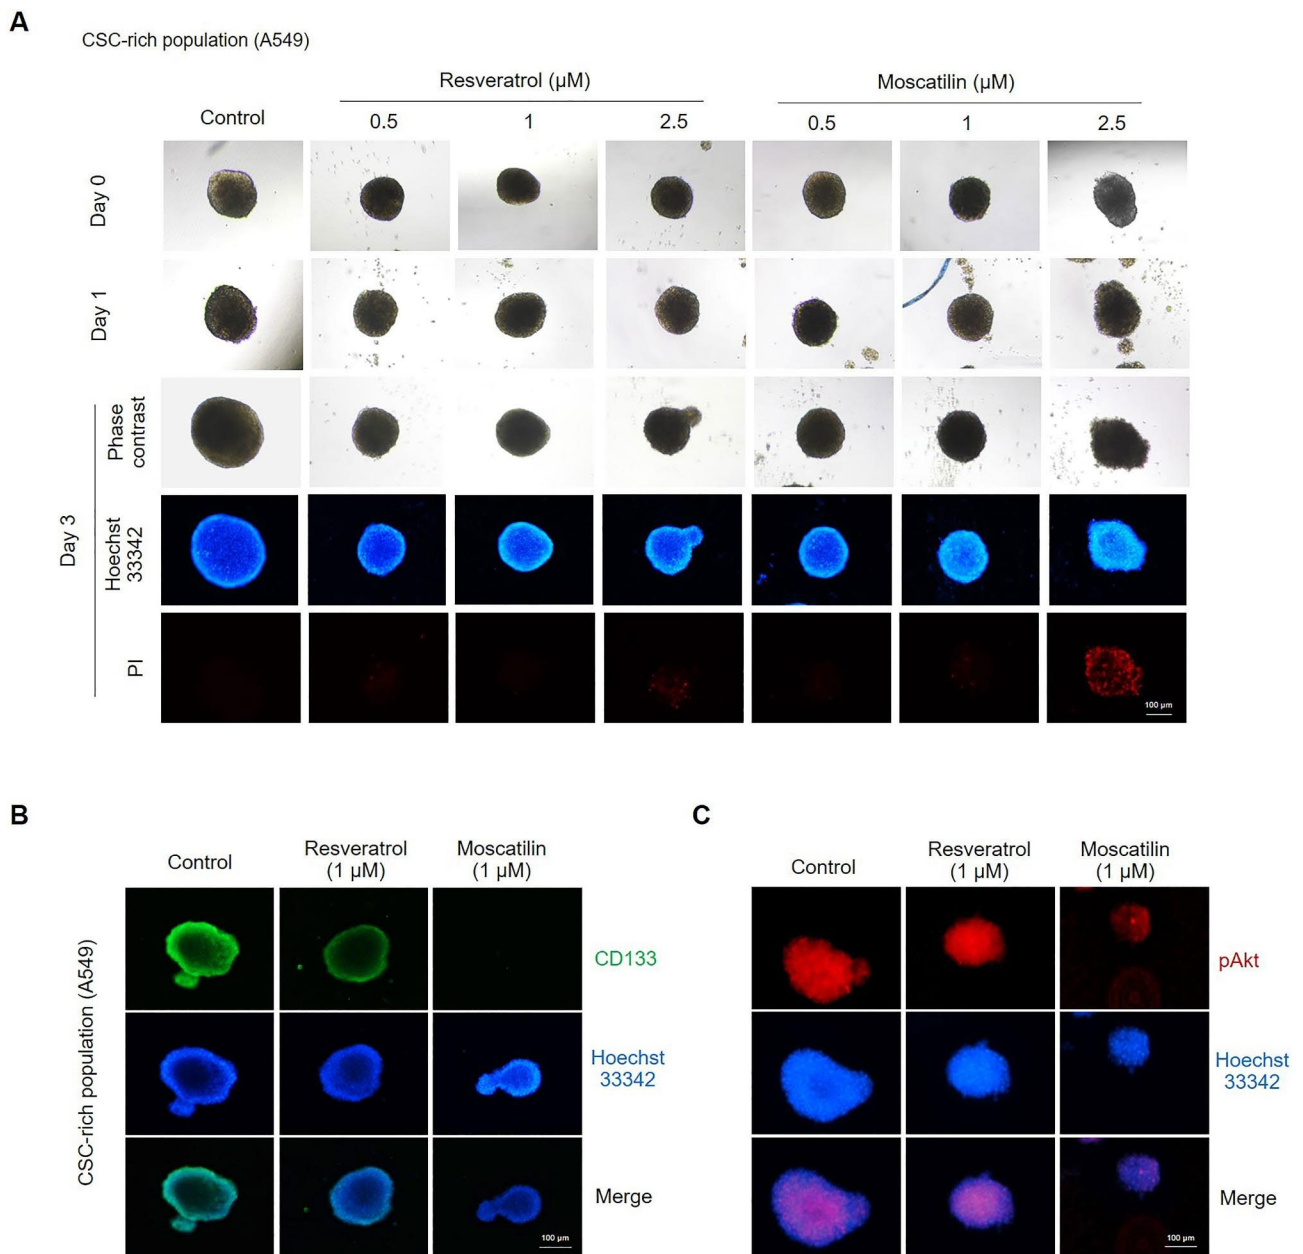 A
CSC-rich population (A549)
Resveratrol (µM)
Moscatilin (µM)
Control
0.5
1
2.5
0.5
1
2.5
Day 0
Day 1
Day 3
Phase
contrast
Hoechst
33342
PI
100 µm
B
Control
Resveratrol
(1 µM)
Moscatilin
(1 µM)
CSC-rich population (A549)
CD133
Hoechst
33342
Merge
100 µm
C
Control
Resveratrol
(1 µM)
Moscatilin
(1 µM)
pAkt
Hoechst
33342
Merge
100 µm